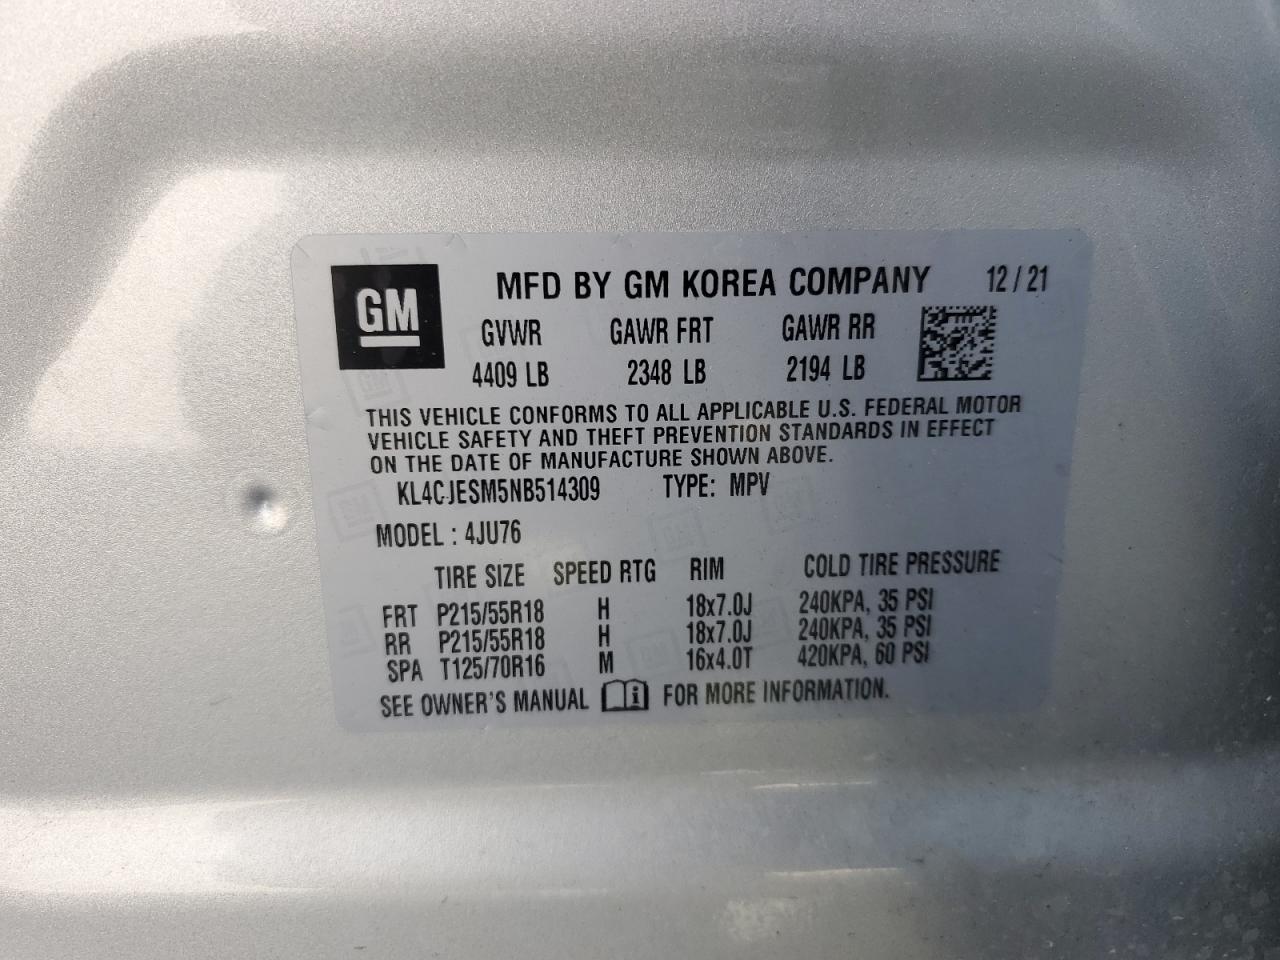 GM
MFD BY GM KOREA COMPANY 12/21
GVWR GAWR FRT GAWR RR
4409 LB 2348 LB 2194 LB
THIS VEHICLE CONFORMS TO ALL APPLICABLE U.S. FEDERAL MOTOR
VEHICLE SAFETY AND THEFT PREVENTION STANDARDS IN EFFECT
ON THE DATE OF MANUFACTURE SHOWN ABOVE.
KL4CJESM5NB514309 TYPE: MPV
MODEL : 4JU76
TIRE SIZE SPEED RTG RIM COLD TIRE PRESSURE
FRT P215/55R18 H 18x7.0J 240KPA, 35 PSI
RR P215/55R18 H 18x7.0J 240KPA, 35 PSI
SPA T125/70R16 M 16x4.0T 420KPA, 60 PSI
SEE OWNER'S MANUAL i FOR MORE INFORMATION.